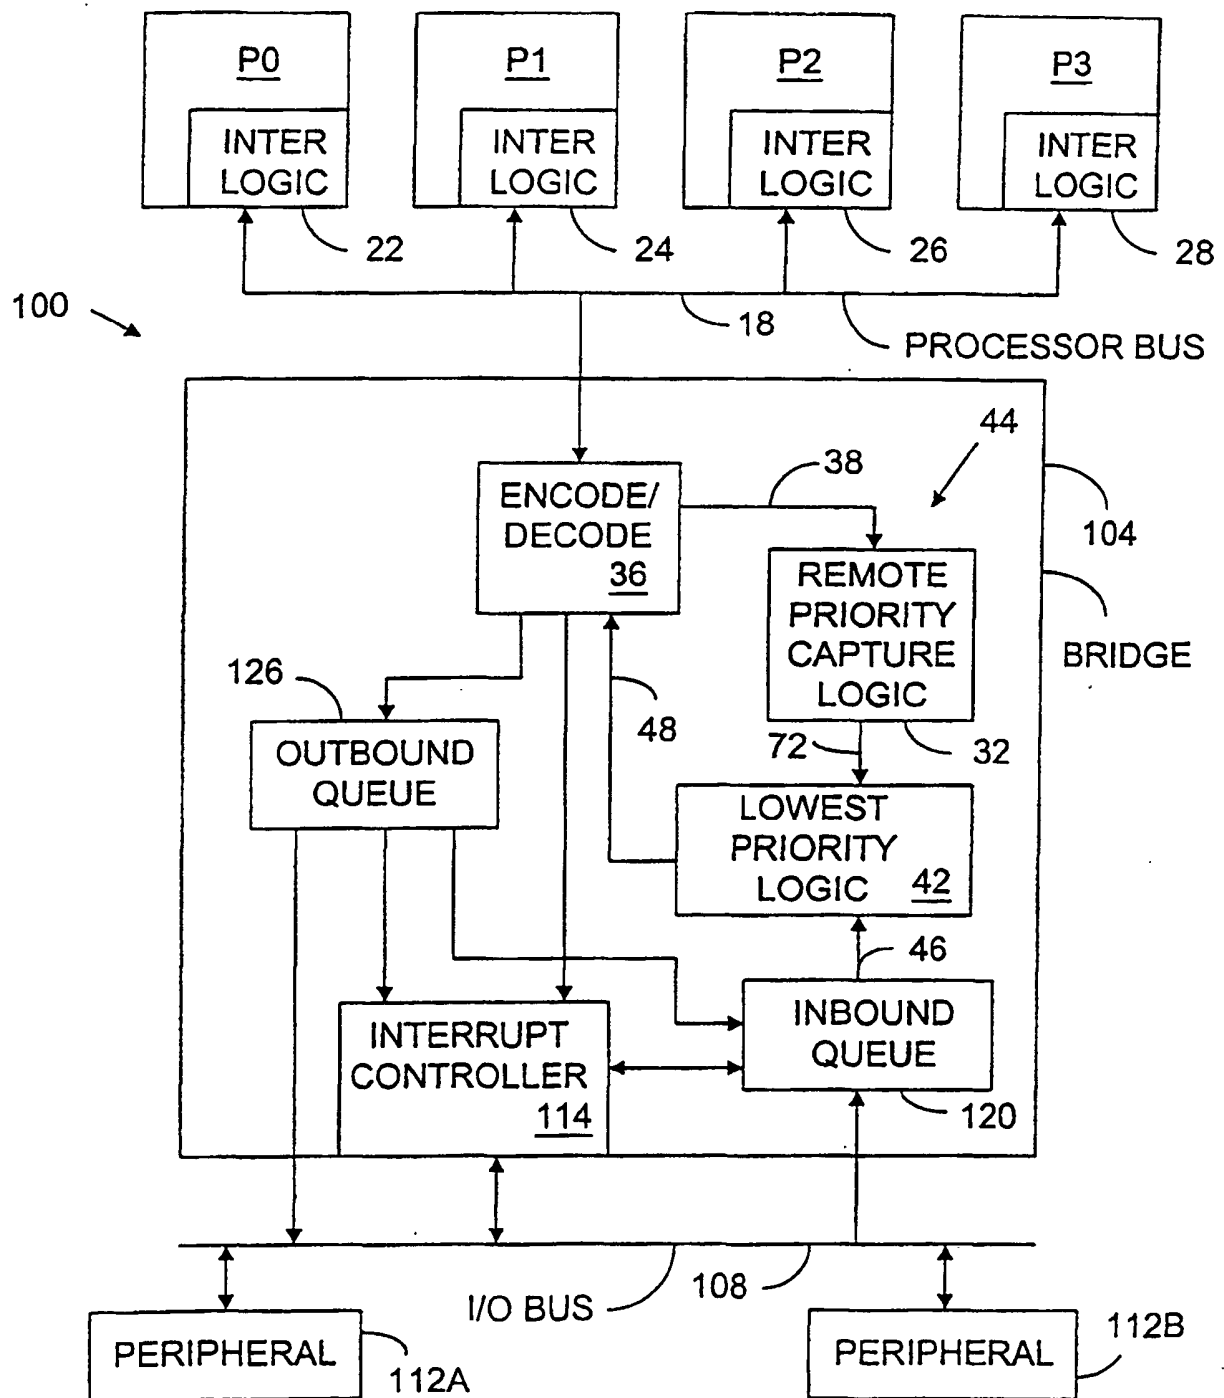 P0
P1
P2
P3
INTER
LOGIC
INTER
LOGIC
INTER
LOGIC
INTER
LOGIC
22
24
26
28
100
18
PROCESSOR BUS
44
38
104
ENCODE/
DECODE
36
REMOTE
PRIORITY
CAPTURE
LOGIC
BRIDGE
126
48
72
32
OUTBOUND
QUEUE
LOWEST
PRIORITY
LOGIC
42
46
INTERRUPT
CONTROLLER
114
INBOUND
QUEUE
120
I/O BUS
108
PERIPHERAL
112A
PERIPHERAL
112B